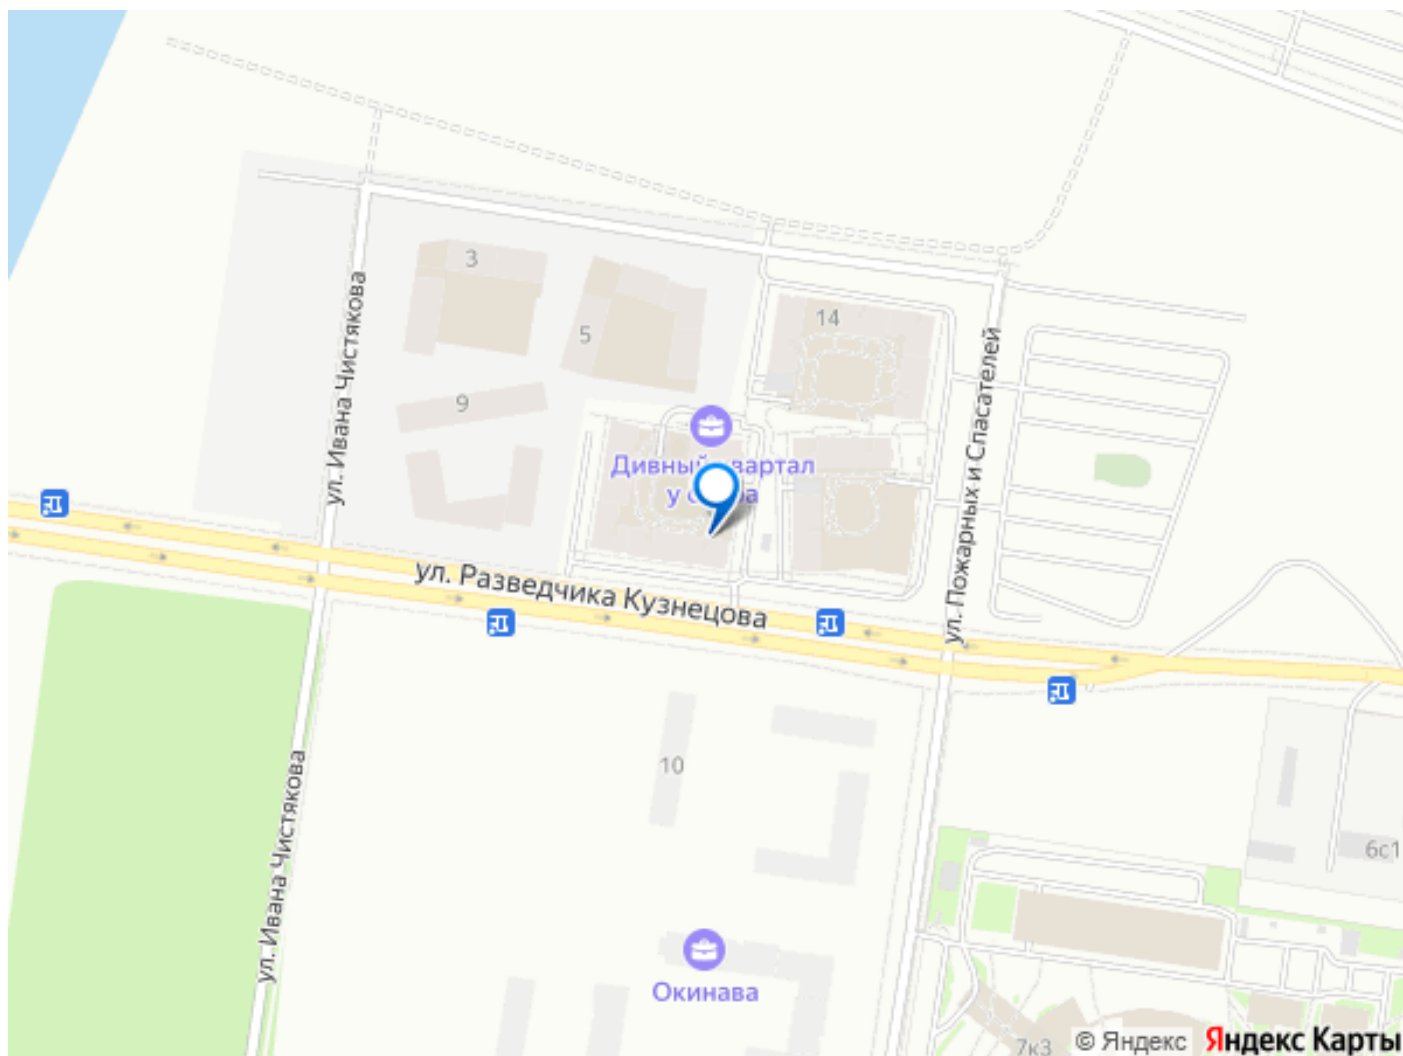 3
14
5
ул. Ивана Чистякова
9
ул. Пожарных и Спасателей
Дивный квартал
у озера
ул. Разведчика Кузнецова
10
ул. Ивана Чистякова
6с1
Окинава
7к3
© Яндекс Яндекс Карты